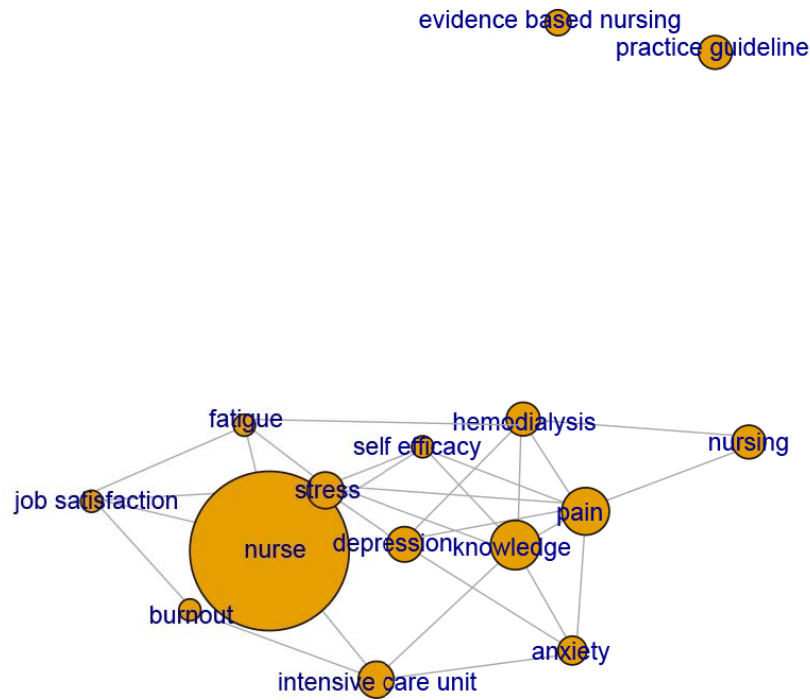 evidence based nursing
practice guideline
fatigue
hemodialysis
self efficacy
nursing
job satisfaction
stress
pain
nurse
depression
knowledge
burnout
anxiety
intensive care unit